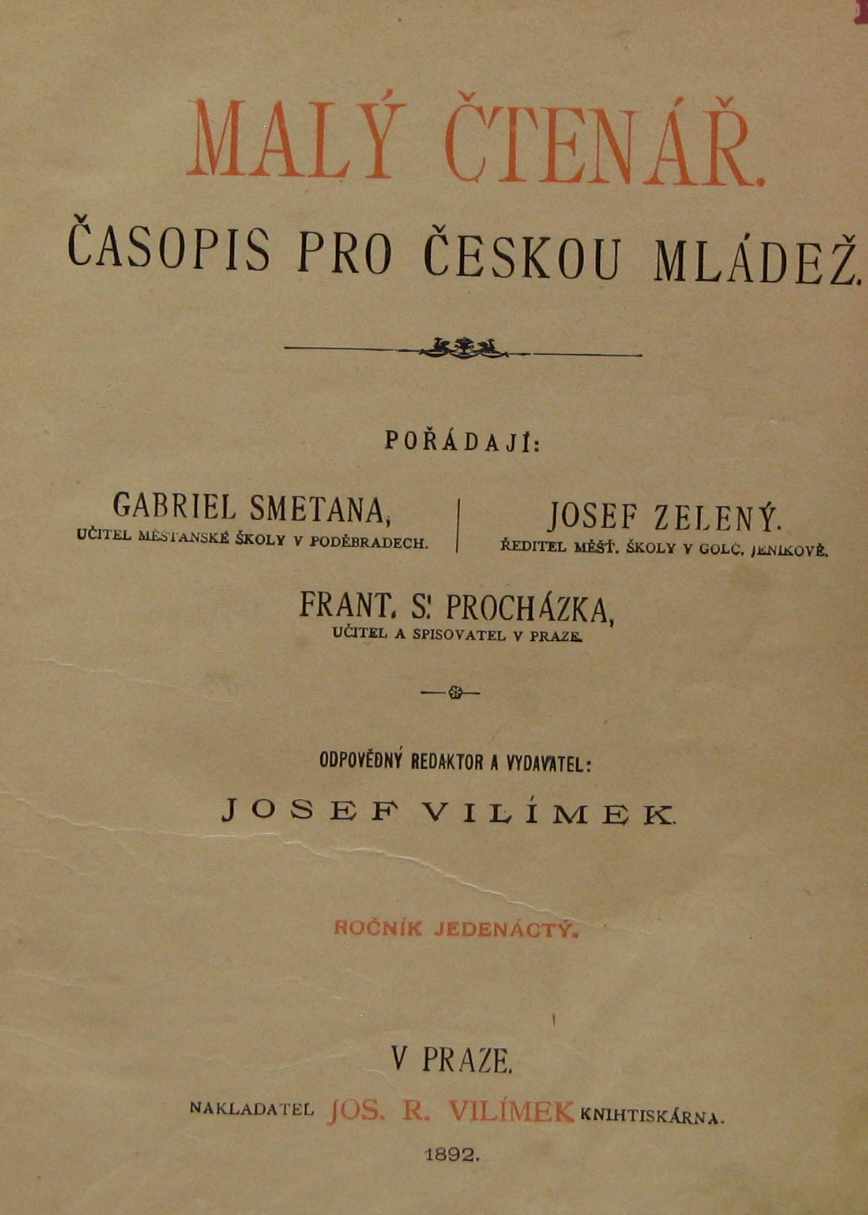 MALÝ ČTENÁŘ.
ČASOPIS PRO ČESKOU MLÁDEŽ.
POŘÁDAJÍ:
GABRIEL SMETANA,
UČITEL MĚŠŤANSKÉ ŠKOLY V PODĚBRADECH.
JOSEF ZELENÝ.
ŘEDITEL MĚŠŤ. ŠKOLY V GOLČ. JENIKOVĚ.
FRANT. S. PROCHÁZKA,
UČITEL A SPISOVATEL V PRAZE.
ODPOVĚDNÝ REDAKTOR A VYDAVATEL:
JOSEF VILÍMEK.
ROČNÍK JEDENÁCTÝ.
V PRAZE.
NAKLADATEL JOS. R. VILÍMEK KNIHTISKÁRNA.
1892.